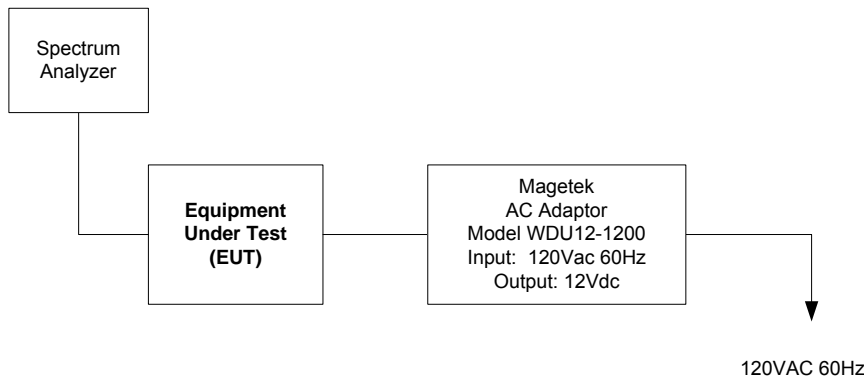 Spectrum
Analyzer
Equipment
Under Test
(EUT)
Magetek
AC Adaptor
Model WDU12-1200
Input:  120Vac 60Hz
Output: 12Vdc
120VAC 60Hz